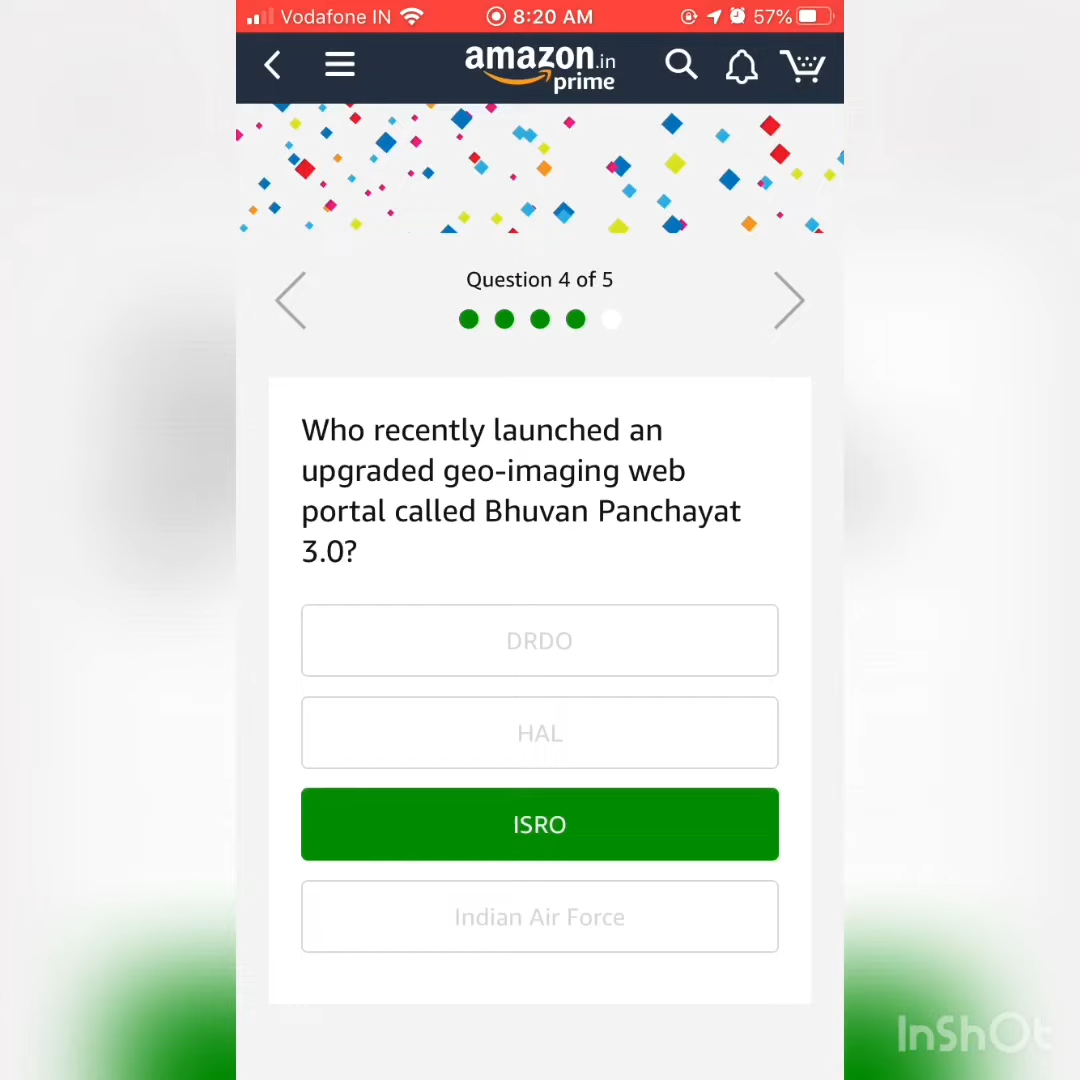 Vodafone IN 8:20 AM 57%
amazon.in
prime
Question 4 of 5
Who recently launched an
upgraded geo-imaging web
portal called Bhuvan Panchayat
3.0?
DRDO
HAL
ISRO
Indian Air Force
InShOt